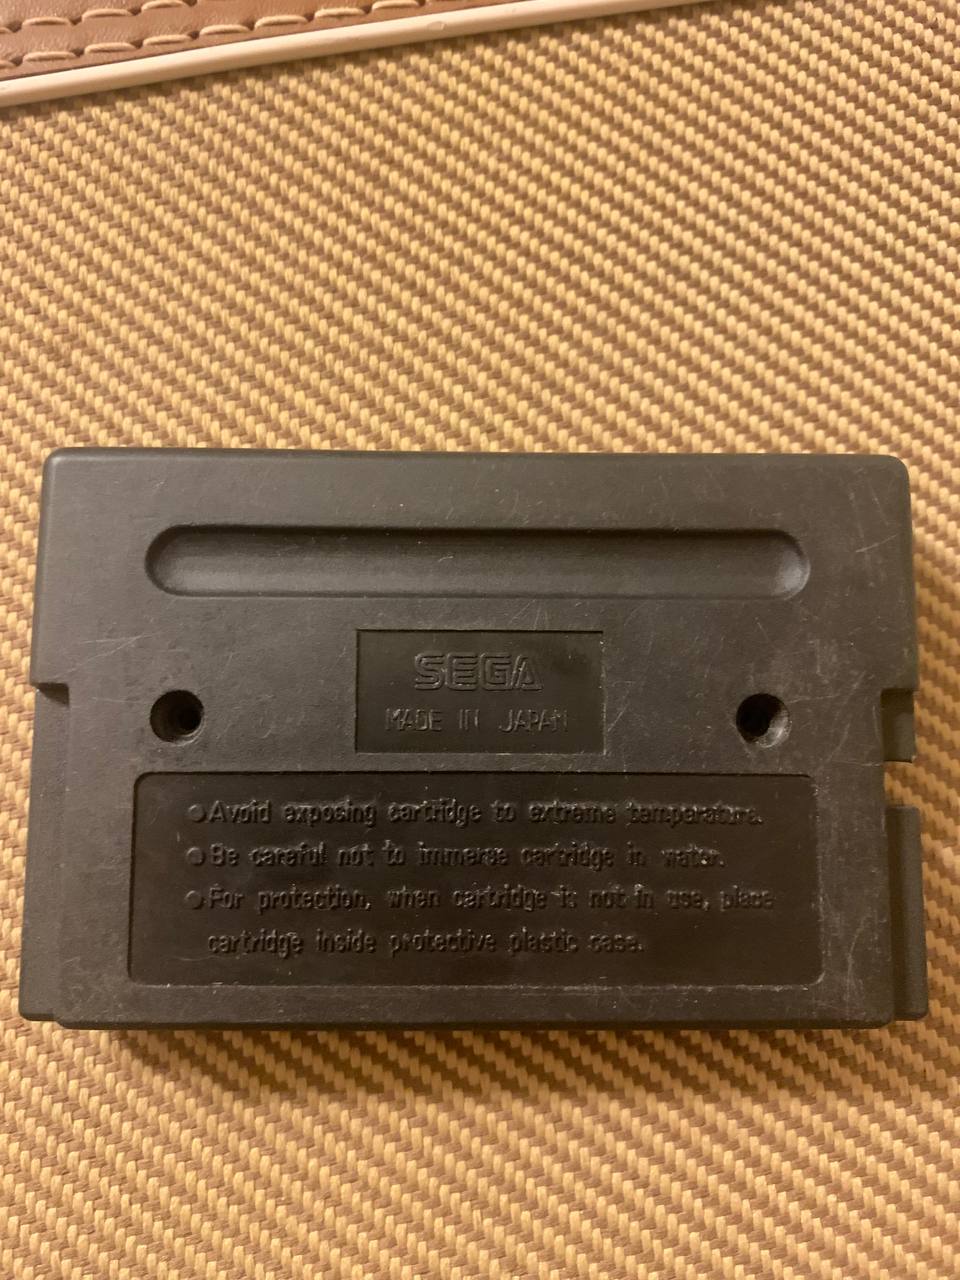 SEGA
MADE IN JAPAN
●Avoid exposing cartridge to extreme temperature.
●Be careful not to immerse cartridge in water.
●For protection, when cartridge is not in use, place
cartridge inside protective plastic case.